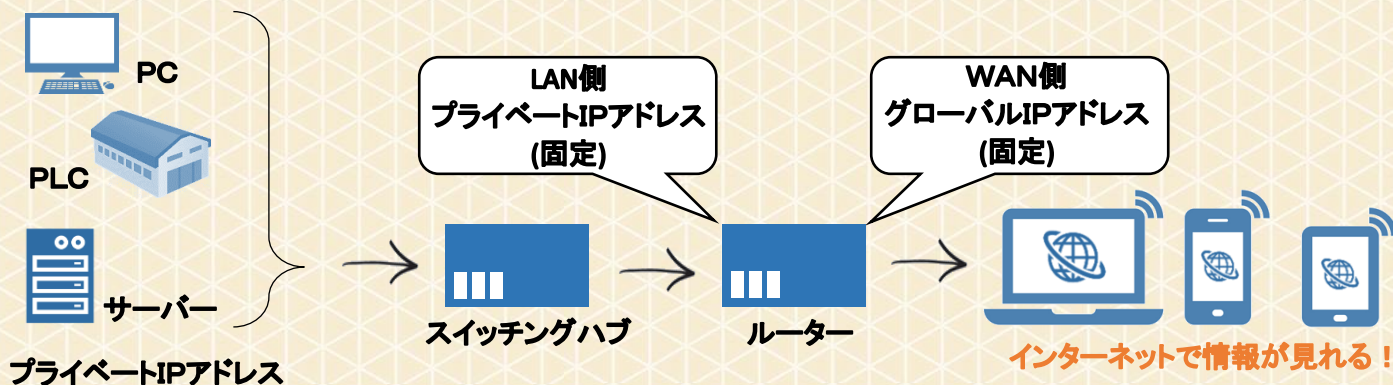 PC
PLC
サーバー
プライベートIPアドレス
スイッチングハブ
LAN側
プライベートIPアドレス
(固定)
ルーター
WAN側
グローバルIPアドレス
(固定)
インターネットで情報が見れる！